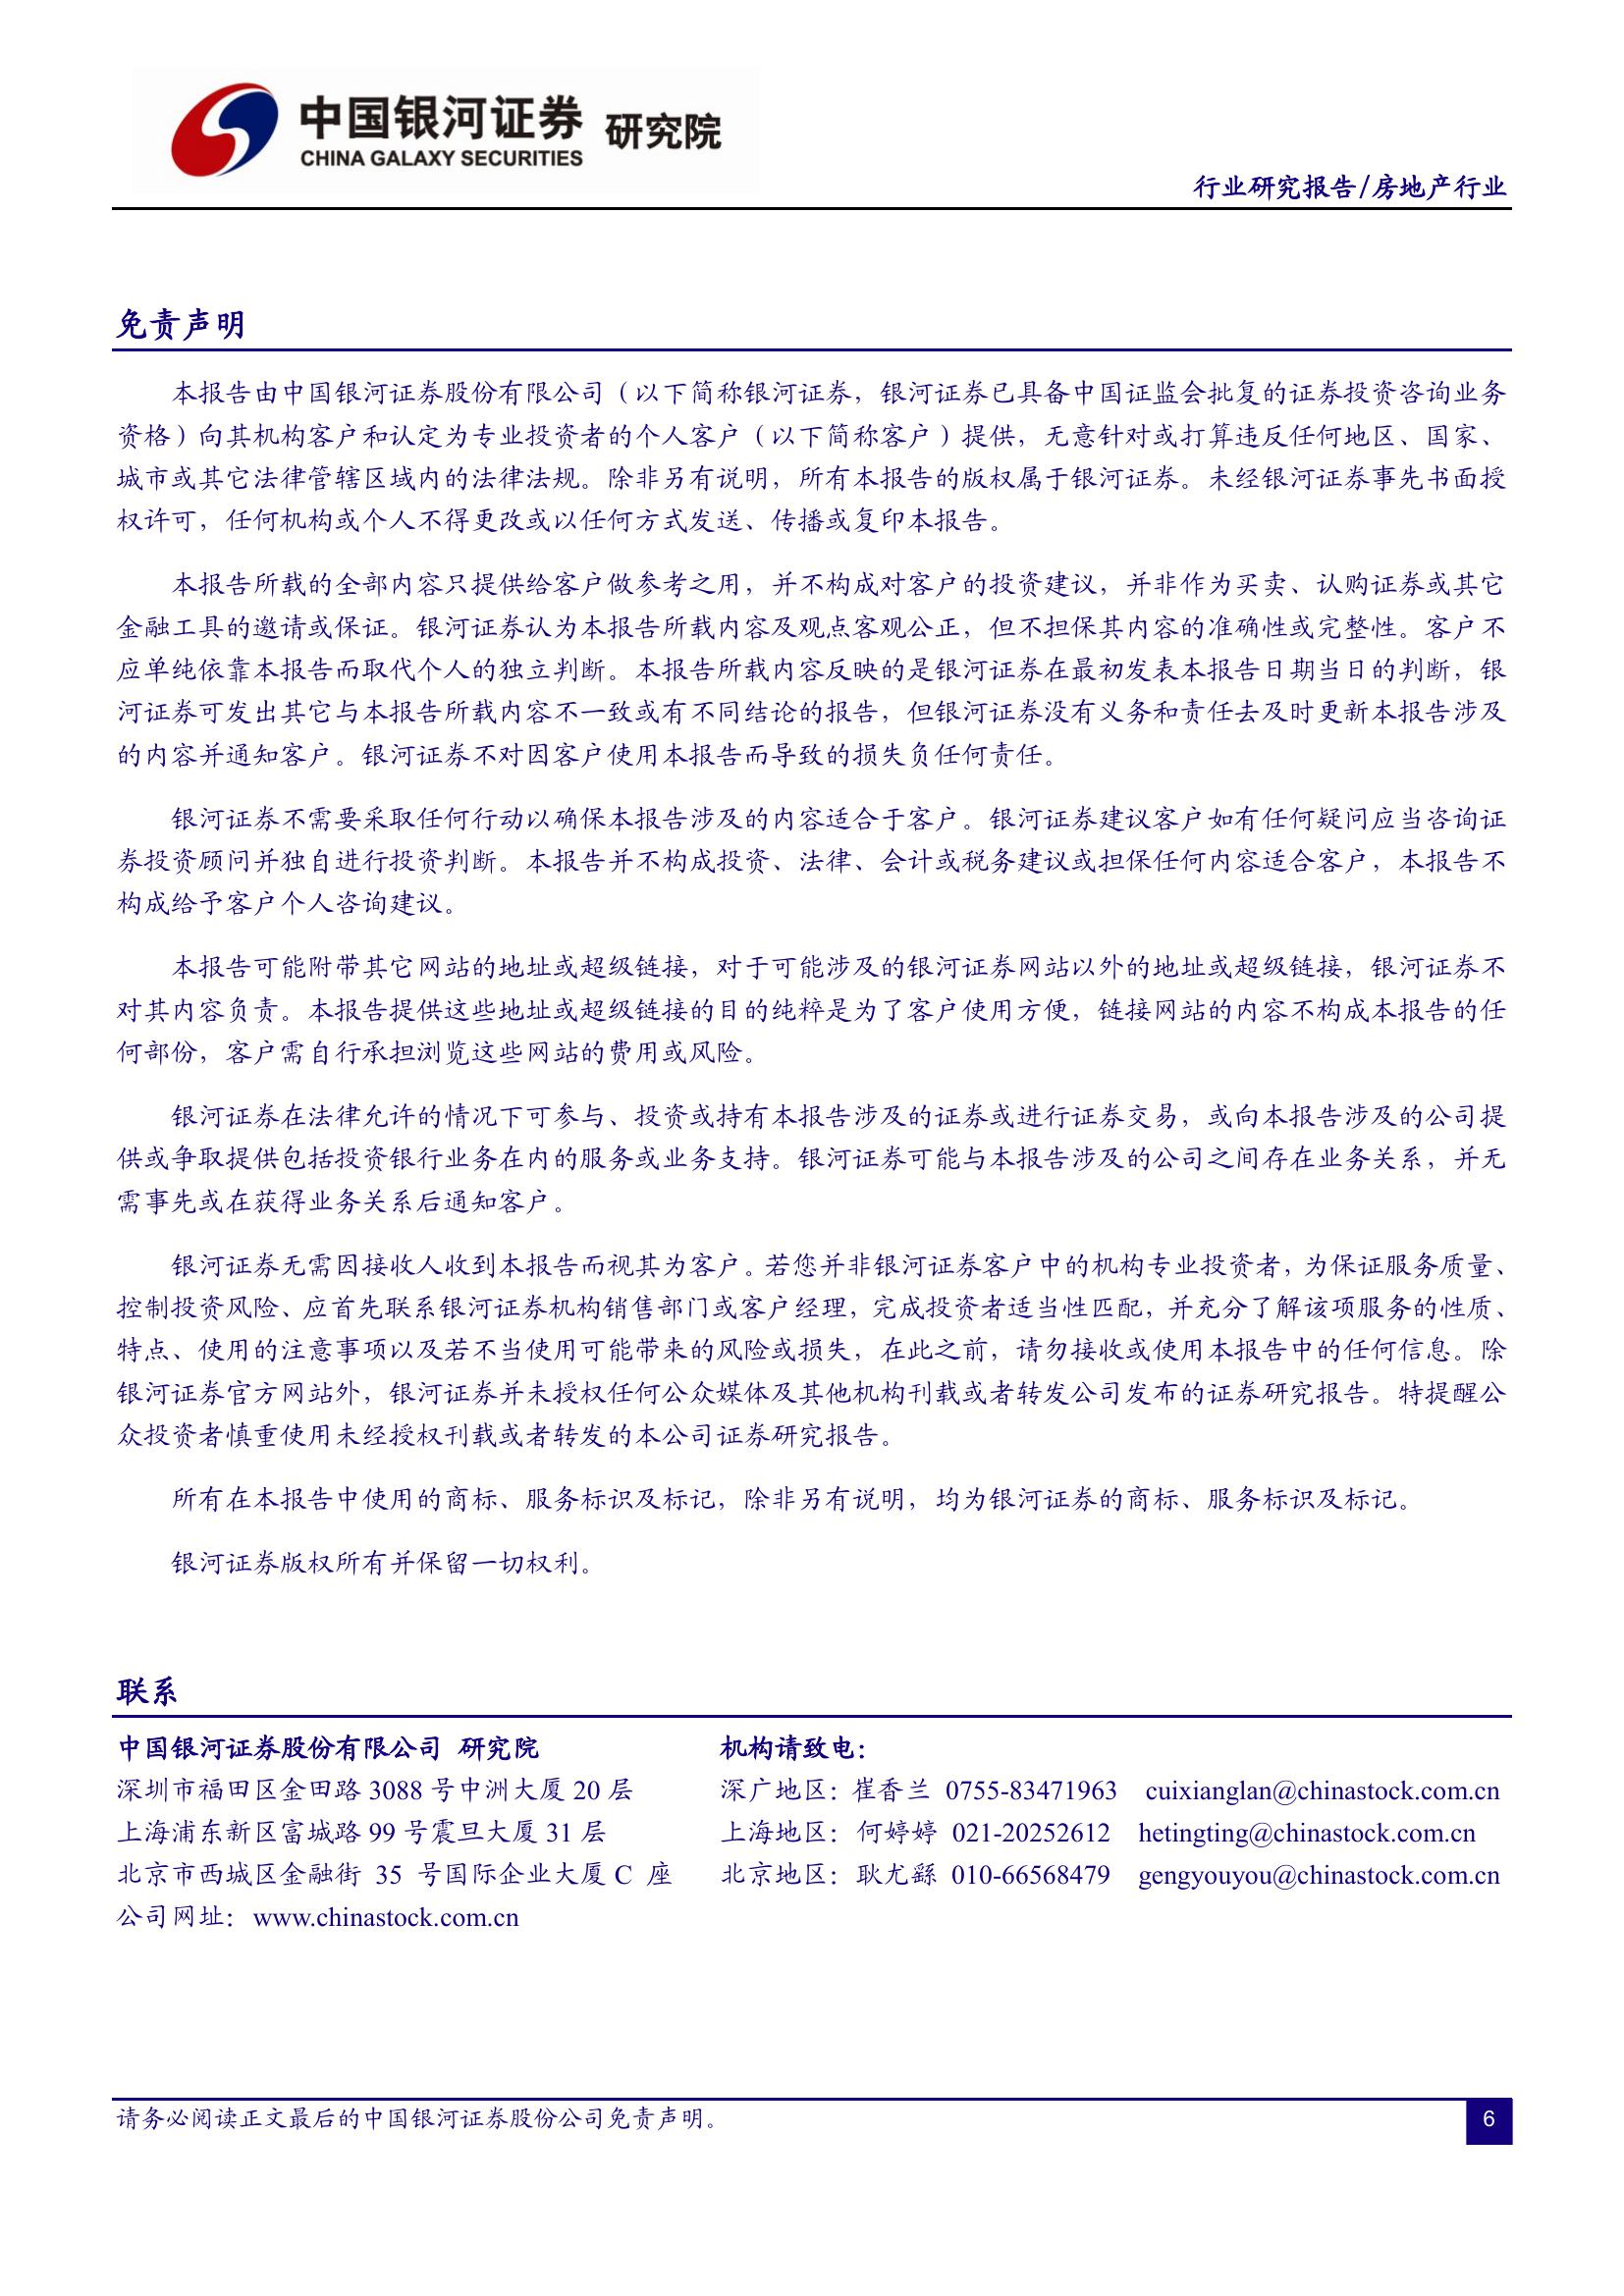 中国银河证券 研究院
CHINA GALAXY SECURITIES
行业研究报告/房地产行业
免责声明
本报告由中国银河证券股份有限公司（以下简称银河证券，银河证券已具备中国证监会批复的证券投资咨询业务
资格）向其机构客户和认定为专业投资者的个人客户（以下简称客户）提供，无意针对或打算违反任何地区、国家、
城市或其它法律管辖区域内的法律法规。除非另有说明，所有本报告的版权属于银河证券。未经银河证券事先书面授
权许可，任何机构或个人不得更改或以任何方式发送、传播或复印本报告。
本报告所载的全部内容只提供给客户做参考之用，并不构成对客户的投资建议，并非作为买卖、认购证券或其它
金融工具的邀请或保证。银河证券认为本报告所载内容及观点客观公正，但不担保其内容的准确性或完整性。客户不
应单纯依靠本报告而取代个人的独立判断。本报告所载内容反映的是银河证券在最初发表本报告日期当日的判断，银
河证券可发出其它与本报告所载内容不一致或有不同结论的报告，但银河证券没有义务和责任去及时更新本报告涉及
的内容并通知客户。银河证券不对因客户使用本报告而导致的损失负任何责任。
银河证券不需要采取任何行动以确保本报告涉及的内容适合于客户。银河证券建议客户如有任何疑问应当咨询证
券投资顾问并独自进行投资判断。本报告并不构成投资、法律、会计或税务建议或担保任何内容适合客户，本报告不
构成给予客户个人咨询建议。
本报告可能附带其它网站的地址或超级链接，对于可能涉及的银河证券网站以外的地址或超级链接，银河证券不
对其内容负责。本报告提供这些地址或超级链接的目的纯粹是为了客户使用方便，链接网站的内容不构成本报告的任
何部份，客户需自行承担浏览这些网站的费用或风险。
银河证券在法律允许的情况下可参与、投资或持有本报告涉及的证券或进行证券交易，或向本报告涉及的公司提
供或争取提供包括投资银行业务在内的服务或业务支持。银河证券可能与本报告涉及的公司之间存在业务关系，并无
需事先或在获得业务关系后通知客户。
银河证券无需因接收人收到本报告而视其为客户。若您并非银河证券客户中的机构专业投资者，为保证服务质量、
控制投资风险、应首先联系银河证券机构销售部门或客户经理，完成投资者适当性匹配，并充分了解该项服务的性质、
特点、使用的注意事项以及若不当使用可能带来的风险或损失，在此之前，请勿接收或使用本报告中的任何信息。除
银河证券官方网站外，银河证券并未授权任何公众媒体及其他机构刊载或者转发公司发布的证券研究报告。特提醒公
众投资者慎重使用未经授权刊载或者转发的本公司证券研究报告。
所有在本报告中使用的商标、服务标识及标记，除非另有说明，均为银河证券的商标、服务标识及标记。
银河证券版权所有并保留一切权利。
联系
中国银河证券股份有限公司 研究院 机构请致电：
深圳市福田区金田路 3088 号中洲大厦 20 层 深广地区：崔香兰 0755-83471963 cuixianglan@chinastock.com.cn
上海浦东新区富城路 99 号震旦大厦 31 层 上海地区：何婷婷 021-20252612 hetingting@chinastock.com.cn
北京市西城区金融街 35 号国际企业大厦 C 座 北京地区：耿尤繇 010-66568479 gengyouyou@chinastock.com.cn
公司网址：www.chinastock.com.cn
请务必阅读正文最后的中国银河证券股份公司免责声明。 6